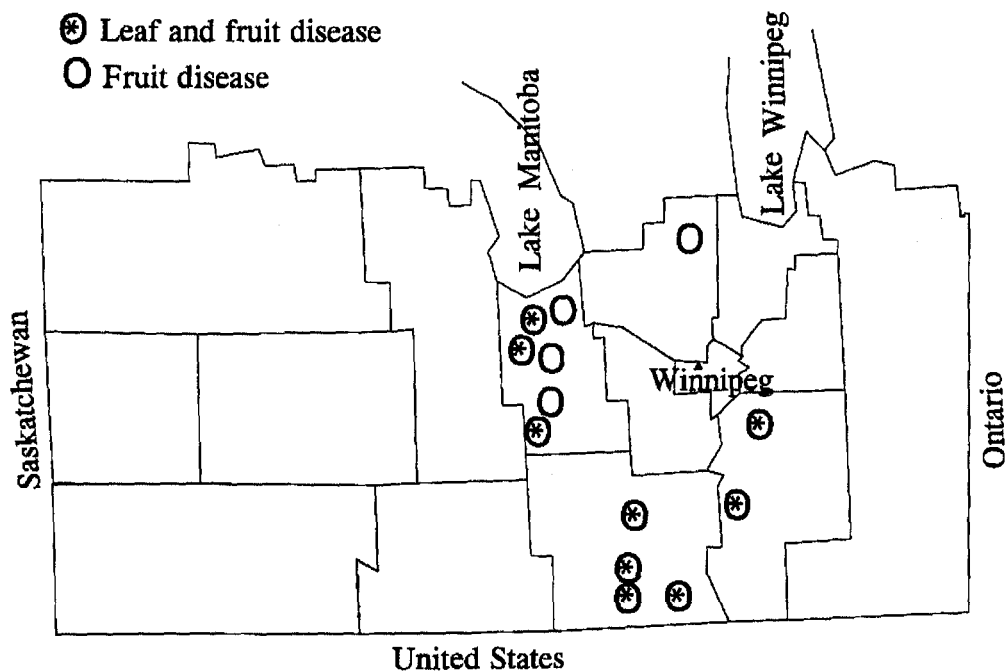 Leaf and fruit disease
Fruit disease
Lake Manitoba
Lake Winnipeg
Winnipeg
Saskatchewan
Ontario
United States